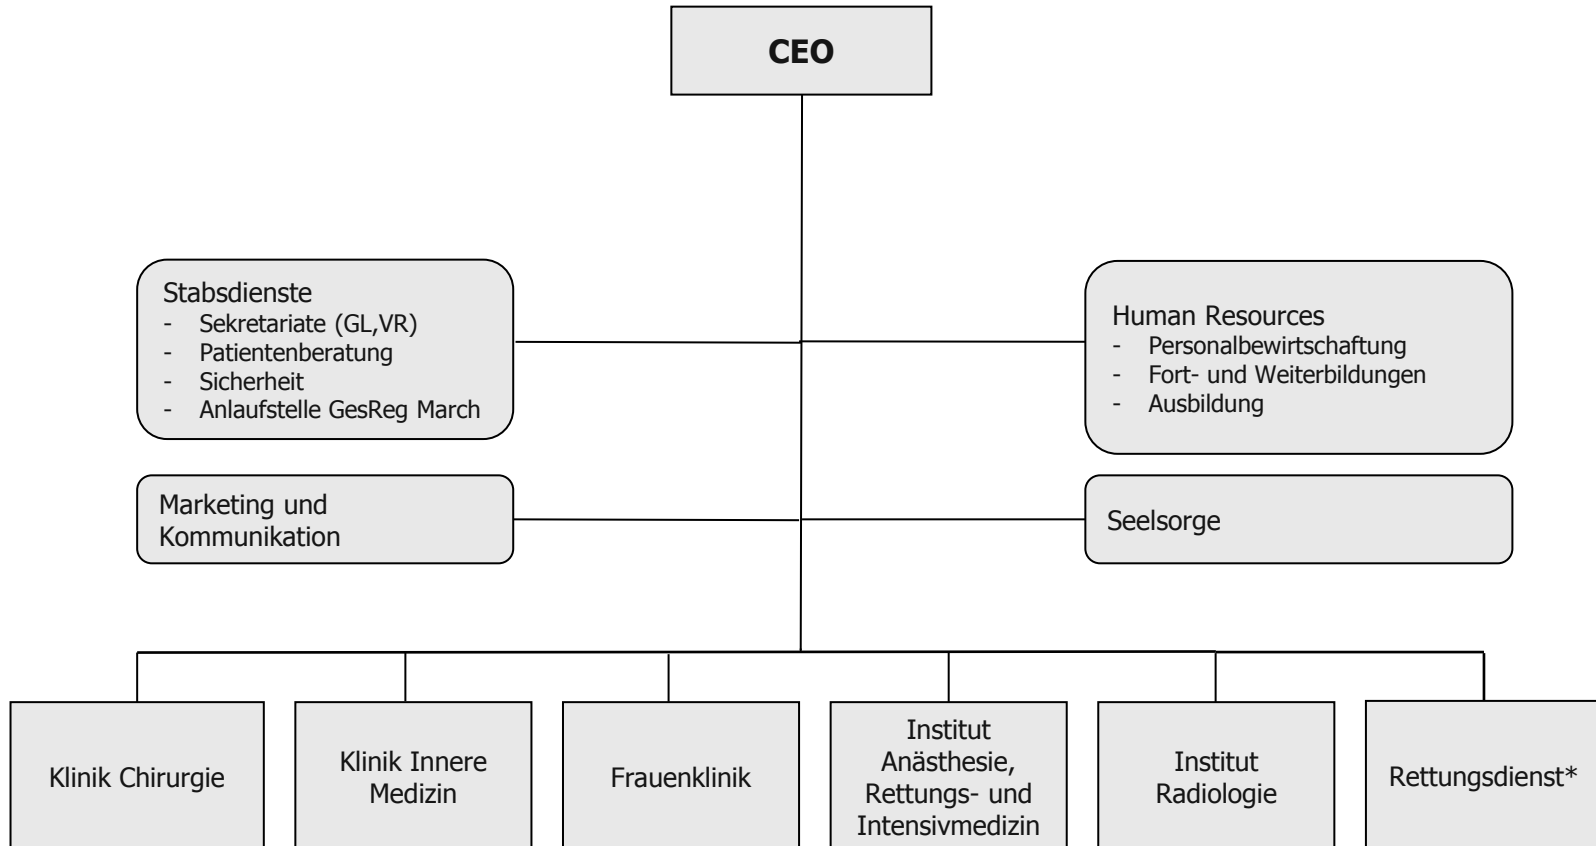 CEO
Stabsdienste
- Sekretariate (GL,VR)
- Patientenberatung
- Sicherheit
- Anlaufstelle GesReg March
Human Resources
- Personalbewirtschaftung
- Fort- und Weiterbildungen
- Ausbildung
Marketing und
Kommunikation
Seelsorge
Klinik Chirurgie
Klinik Innere
Medizin
Frauenklinik
Institut
Anästhesie,
Rettungs- und
Intensivmedizin
Institut
Radiologie
Rettungsdienst*